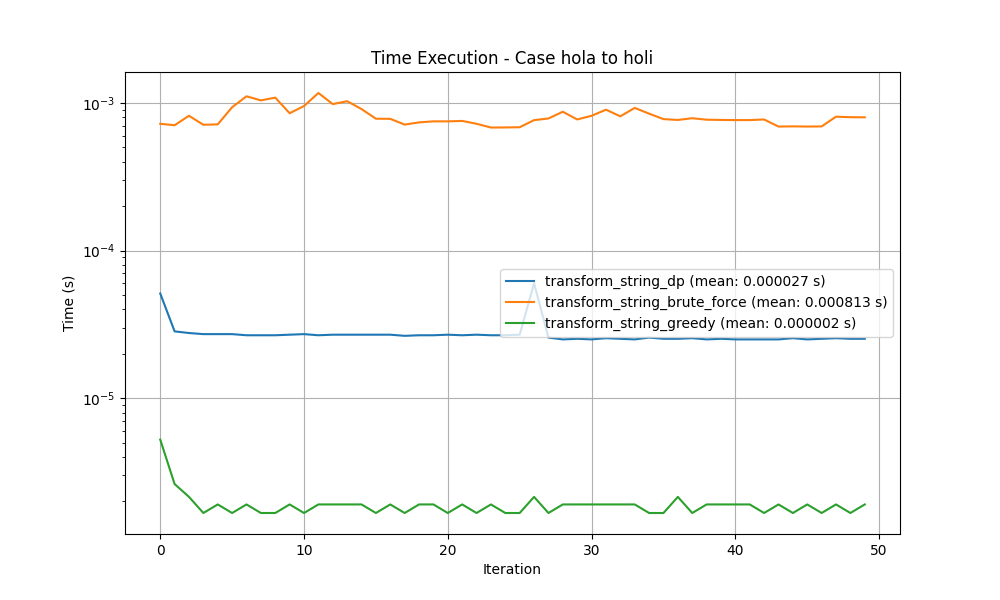 Time Execution - Case hola to holi
Time (s)
10⁻³
10⁻⁴
10⁻⁵
transform_string_dp (mean: 0.000027 s)
transform_string_brute_force (mean: 0.000813 s)
transform_string_greedy (mean: 0.000002 s)
0 10 20 30 40 50
Iteration